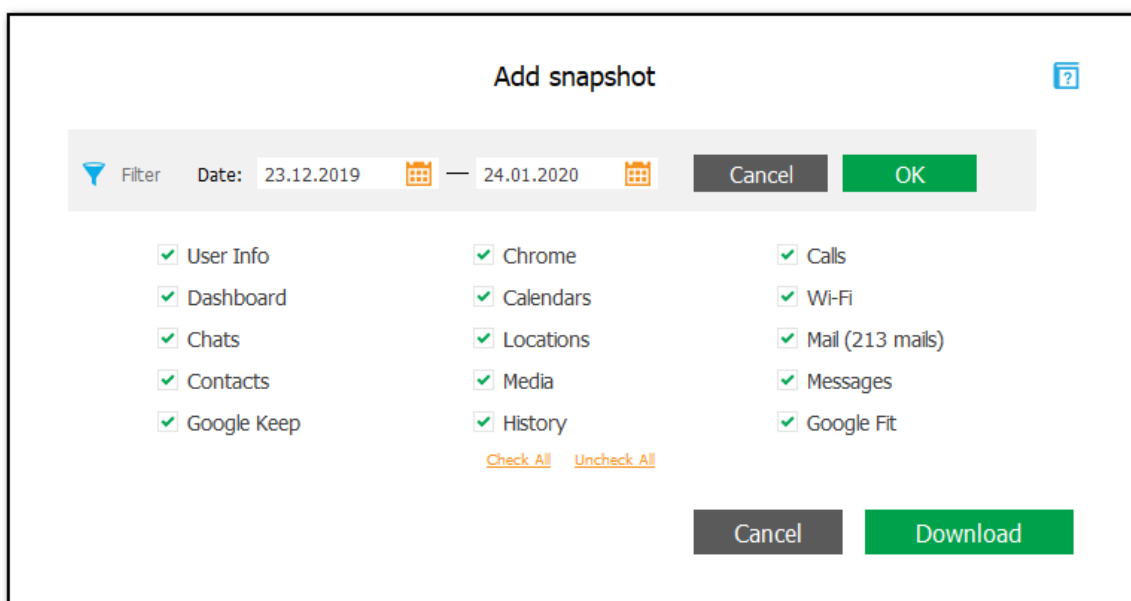 Add snapshot
?
Filter Date: 23.12.2019 — 24.01.2020 Cancel OK
User Info Chrome Calls
Dashboard Calendars Wi-Fi
Chats Locations Mail (213 mails)
Contacts Media Messages
Google Keep History Google Fit
Check All Uncheck All
Cancel Download